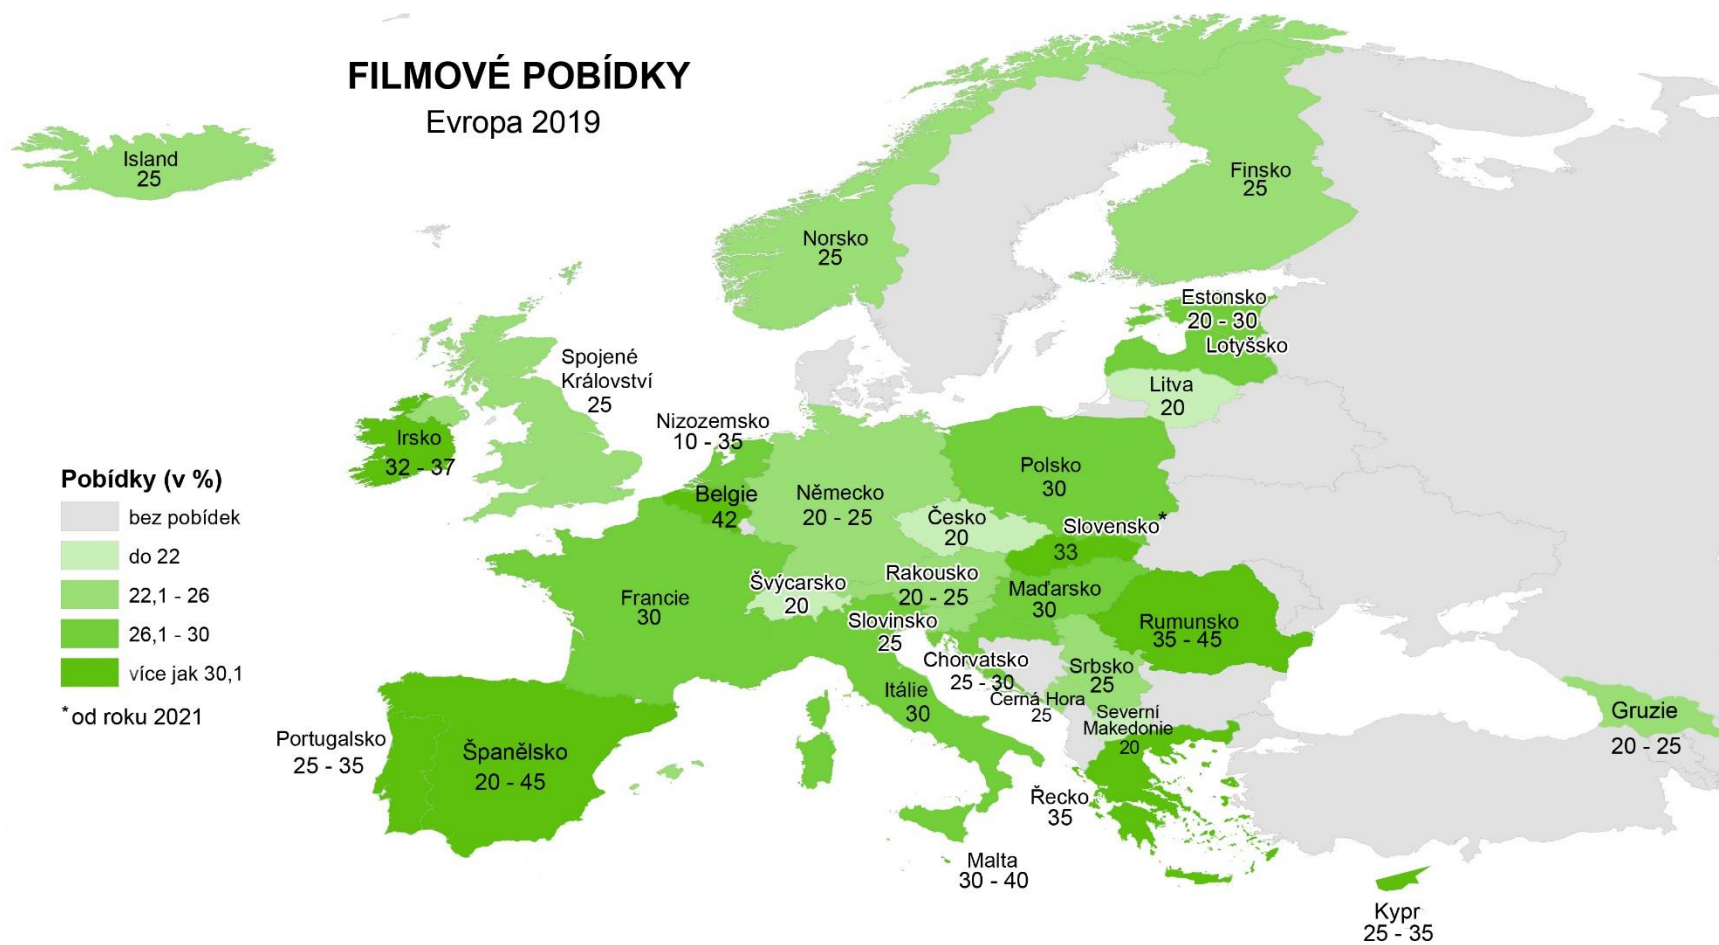 FILMOVÉ POBÍDKY
Evropa 2019
Island
25
Finsko
25
Norsko
25
Estonsko
20 - 30
Lotyšsko
Litva
20
Spojené
Království
25
Nizozemsko
10 - 35
Irsko
32 - 37
Belgie
42
Německo
20 - 25
Polsko
30
Česko
20
Slovensko*
33
Francie
30
Švýcarsko
20
Rakousko
20 - 25
Maďarsko
30
Slovinsko
25
Rumunsko
35 - 45
Chorvatsko
25 - 30
Srbsko
25
Itálie
30
Černá Hora
25
Severní
Makedonie
20
Gruzie
20 - 25
Portugalsko
25 - 35
Španělsko
20 - 45
Řecko
35
Malta
30 - 40
Kypr
25 - 35
Pobídky (v %)
bez pobídek
do 22
22,1 - 26
26,1 - 30
více jak 30,1
* od roku 2021